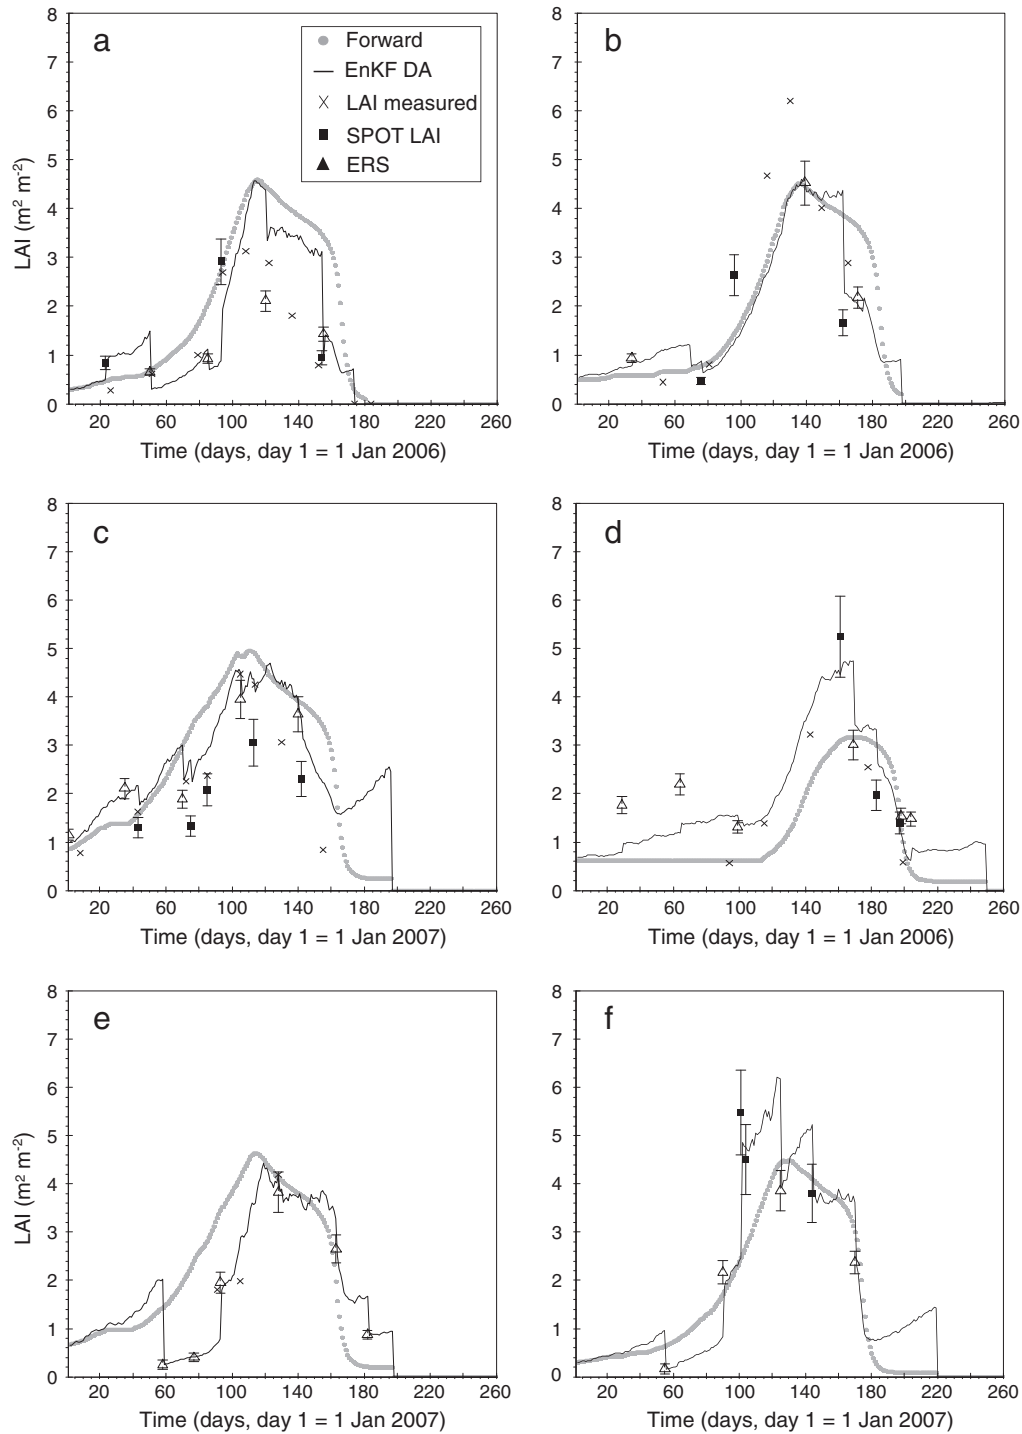 a
Forward
EnKF DA
LAI measured
SPOT LAI
ERS
8
7
6
5
4
3
2
1
0
LAI (m² m⁻²)
20 60 100 140 180 220 260
Time (days, day 1 = 1 Jan 2006)
b
8
7
6
5
4
3
2
1
0
20 60 100 140 180 220 260
Time (days, day 1 = 1 Jan 2006)
c
8
7
6
5
4
3
2
1
0
20 60 100 140 180 220 260
Time (days, day 1 = 1 Jan 2007)
d
8
7
6
5
4
3
2
1
0
20 60 100 140 180 220 260
Time (days, day 1 = 1 Jan 2006)
e
8
7
6
5
4
3
2
1
0
LAI (m² m⁻²)
20 60 100 140 180 220 260
Time (days, day 1 = 1 Jan 2007)
f
8
7
6
5
4
3
2
1
0
20 60 100 140 180 220 260
Time (days, day 1 = 1 Jan 2007)